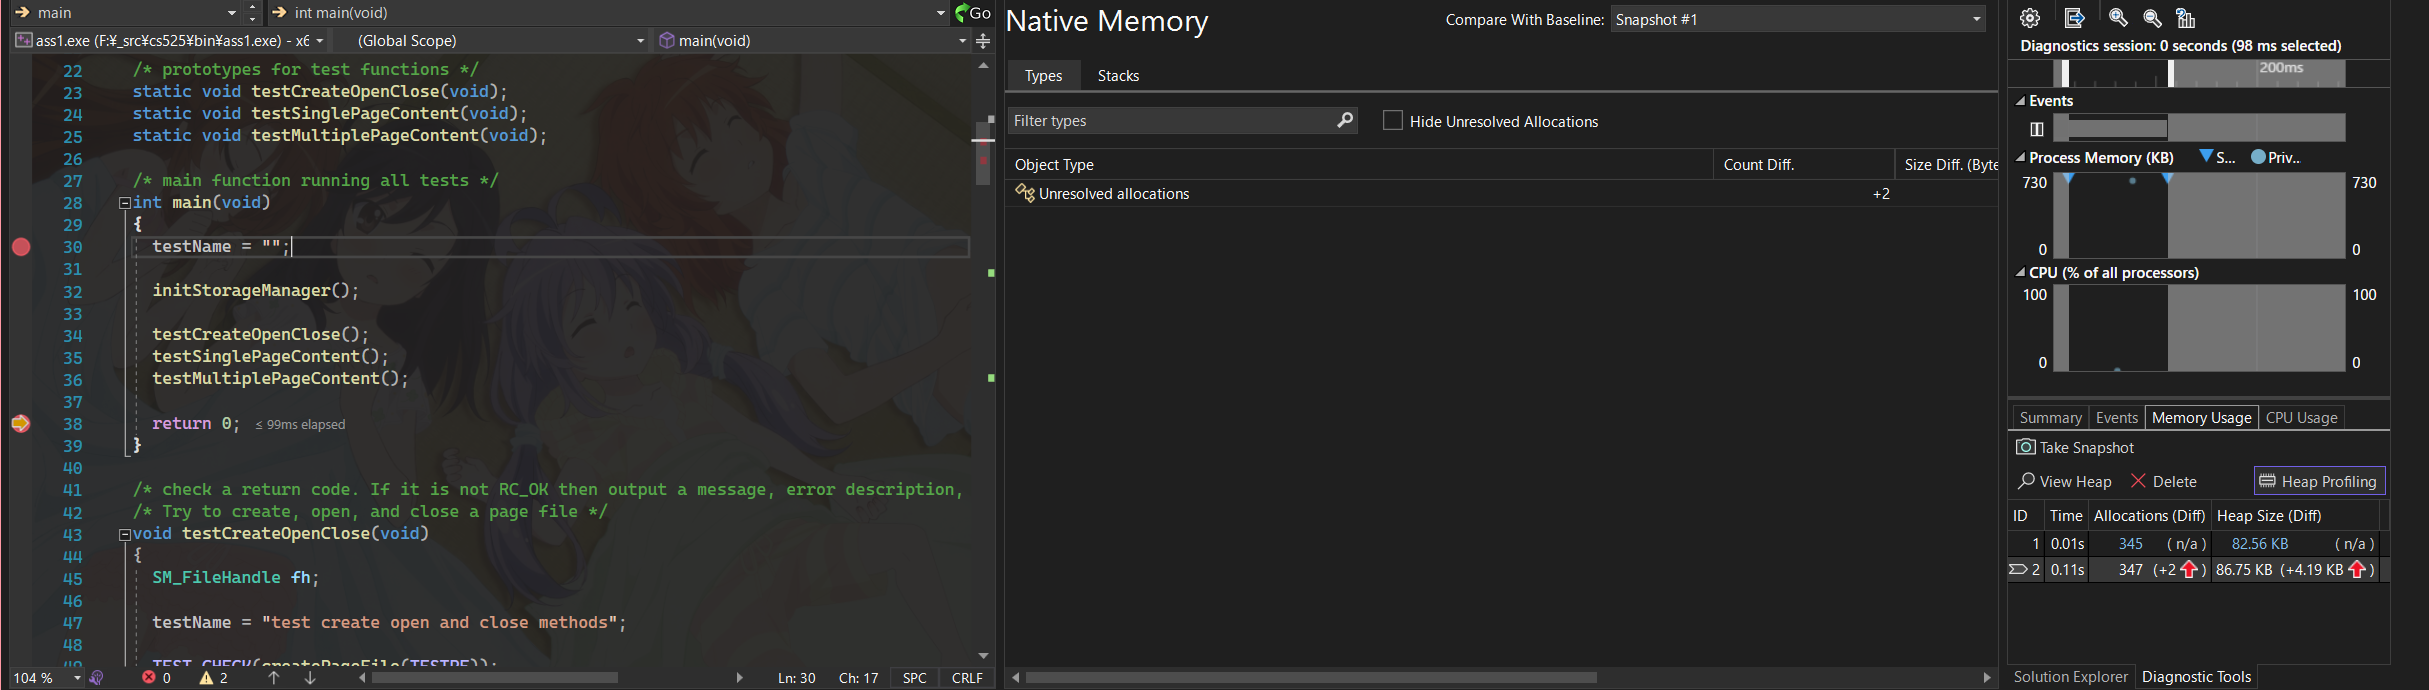 main
int main(void)
Go
ass1.exe (F:¥_src¥cs525¥bin¥ass1.exe) - x6
(Global Scope)
main(void)
22 /* prototypes for test functions */
23 static void testCreateOpenClose(void);
24 static void testSinglePageContent(void);
25 static void testMultiplePageContent(void);
26
27 /* main function running all tests */
28 int main(void)
29 {
30 testName = "";
31
32 initStorageManager();
33
34 testCreateOpenClose();
35 testSinglePageContent();
36 testMultiplePageContent();
37
38 return 0; ≤ 99ms elapsed
39 }
40
41 /* check a return code. If it is not RC_OK then output a message, error description,
42 /* Try to create, open, and close a page file */
43 void testCreateOpenClose(void)
44 {
45 SM_FileHandle fh;
46
47 testName = "test create open and close methods";
48
49 TEST_CHECK(createPageFile(TESTPF));
104 %
0
2
Ln: 30
Ch: 17
SPC
CRLF
Native Memory
Compare With Baseline: Snapshot #1
Types
Stacks
Filter types
Hide Unresolved Allocations
Object Type
Count Diff.
Size Diff. (Byte
Unresolved allocations
+2
Diagnostics session: 0 seconds (98 ms selected)
200ms
Events
Process Memory (KB)
S...
Priv...
730
730
0
0
CPU (% of all processors)
100
100
0
0
Summary
Events
Memory Usage
CPU Usage
Take Snapshot
View Heap
Delete
Heap Profiling
ID Time Allocations (Diff) Heap Size (Diff)
1 0.01s 345 ( n/a ) 82.56 KB ( n/a )
2 0.11s 347 (+2 ) 86.75 KB (+4.19 KB )
Solution Explorer
Diagnostic Tools